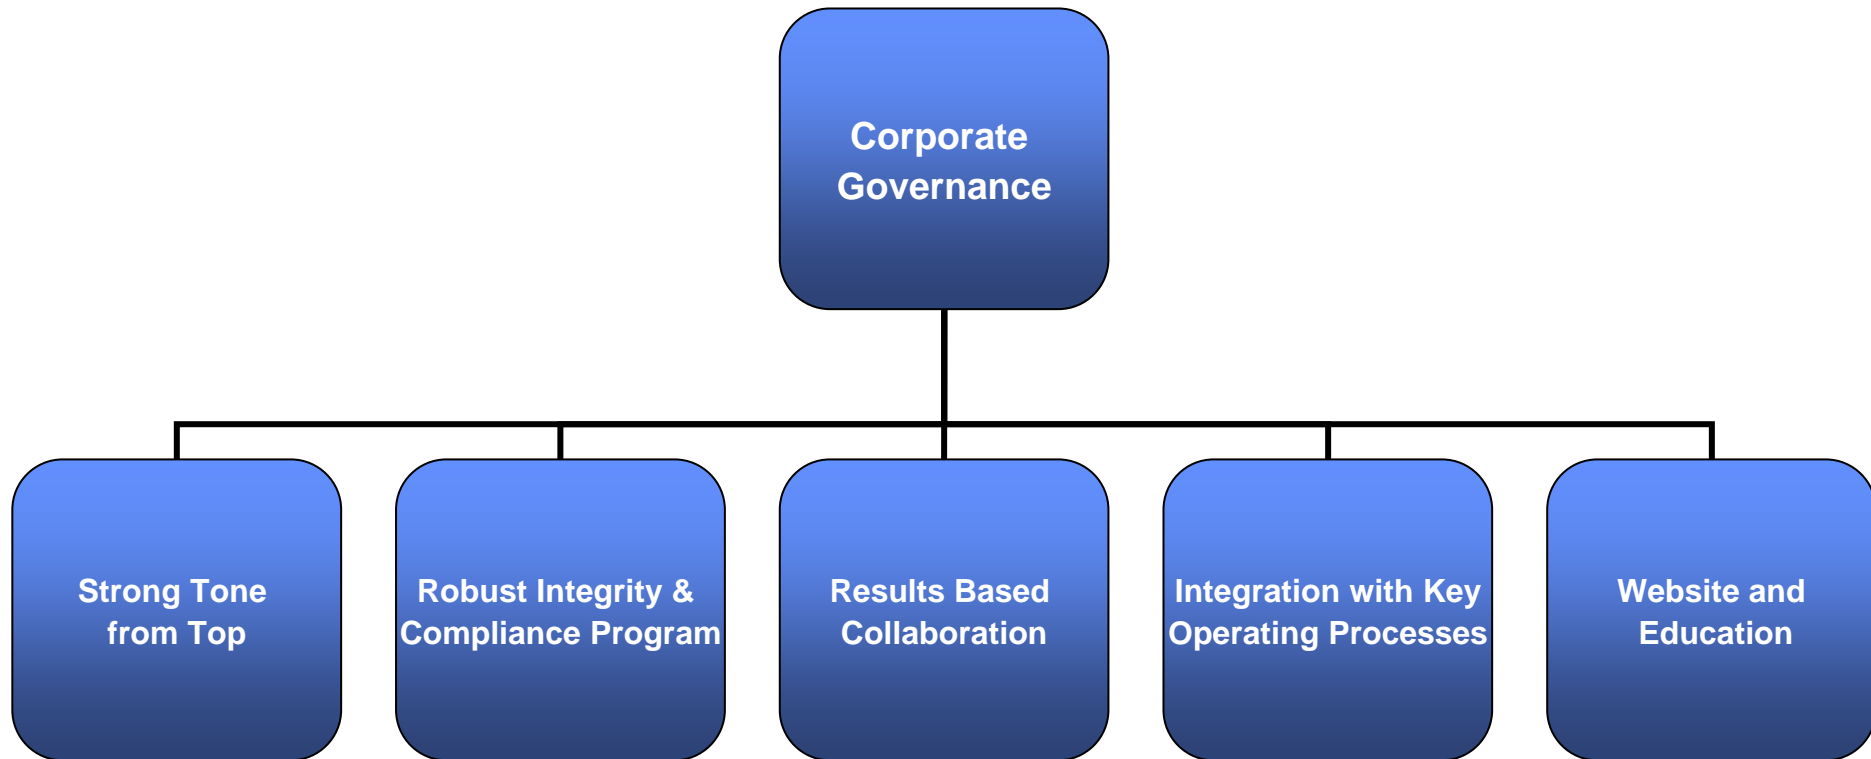 Corporate
Governance
Strong Tone
from Top
Robust Integrity &
Compliance Program
Results Based
Collaboration
Integration with Key
Operating Processes
Website and
Education